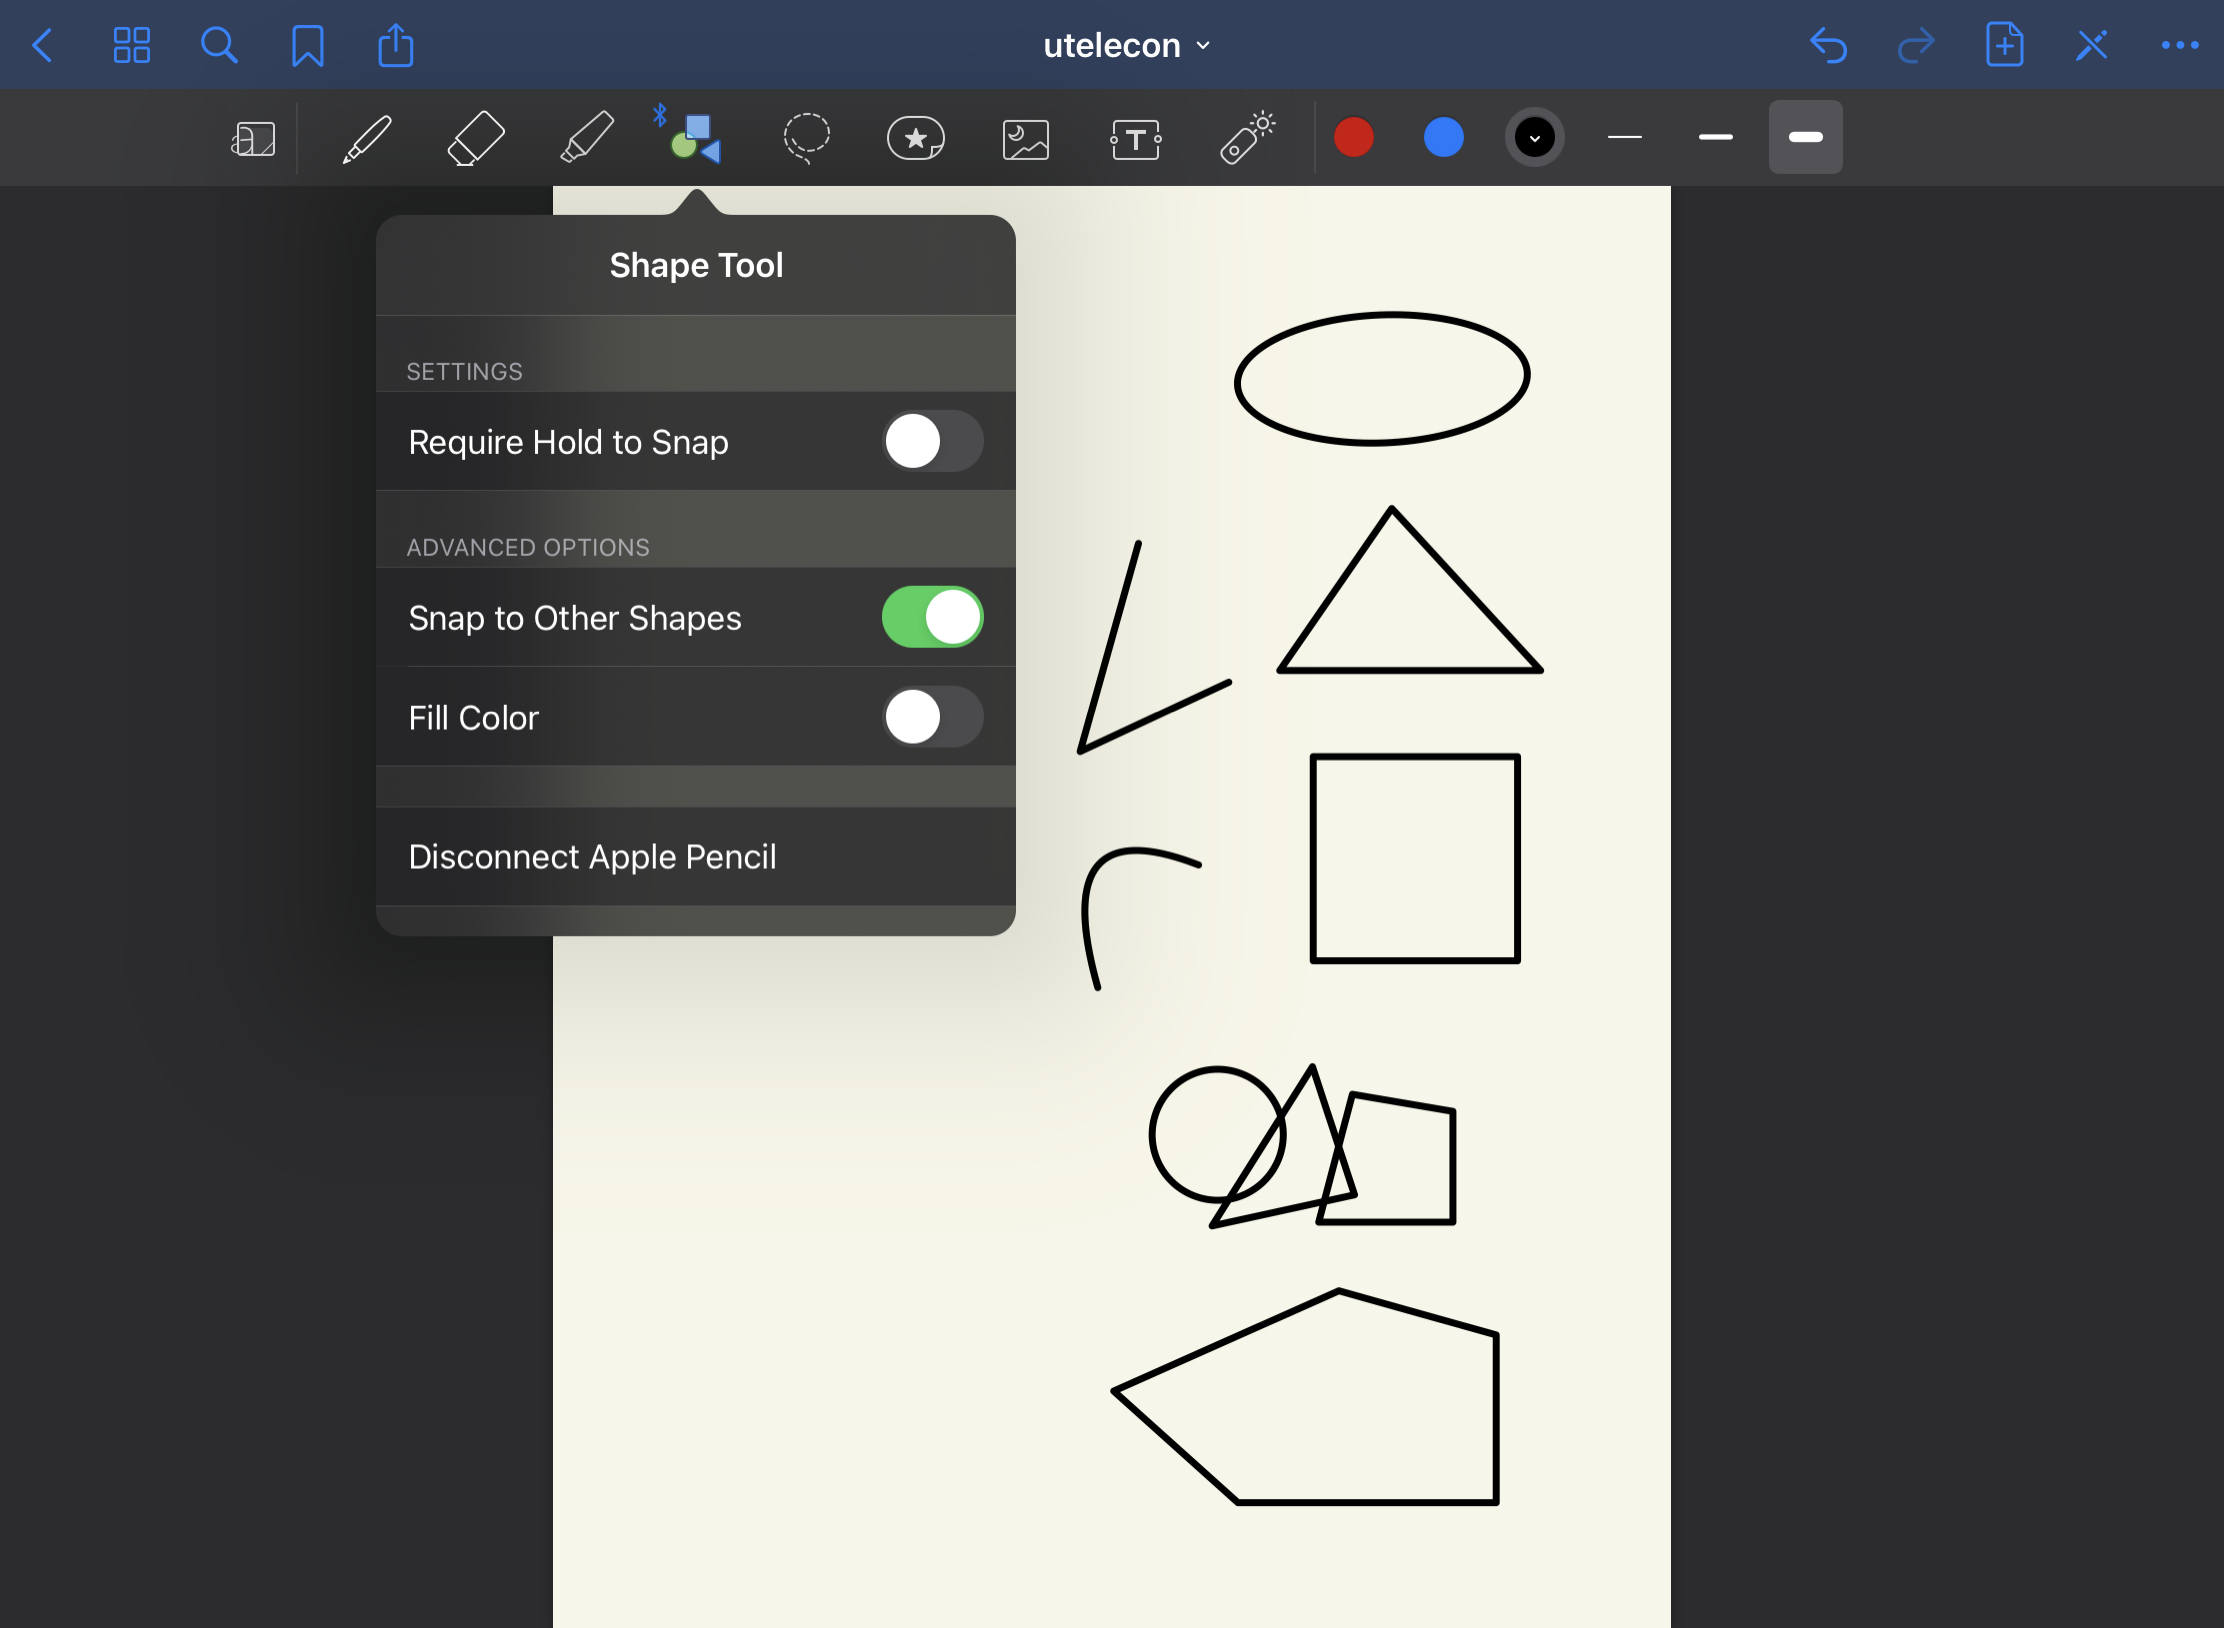 utelecon
Shape Tool
SETTINGS
Require Hold to Snap
ADVANCED OPTIONS
Snap to Other Shapes
Fill Color
Disconnect Apple Pencil